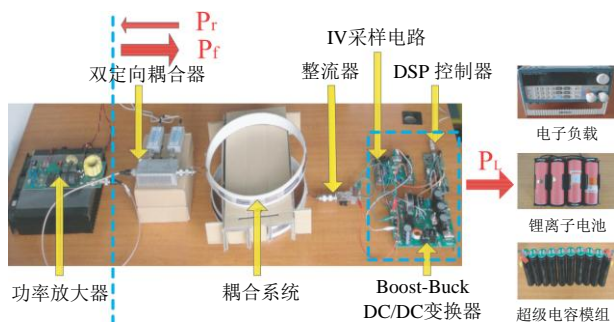 Pr
Pf
IV采样电路
双定向耦合器
整流器
DSP 控制器
电子负载
PL
锂离子电池
功率放大器
耦合系统
Boost-Buck
DC/DC变换器
超级电容模组